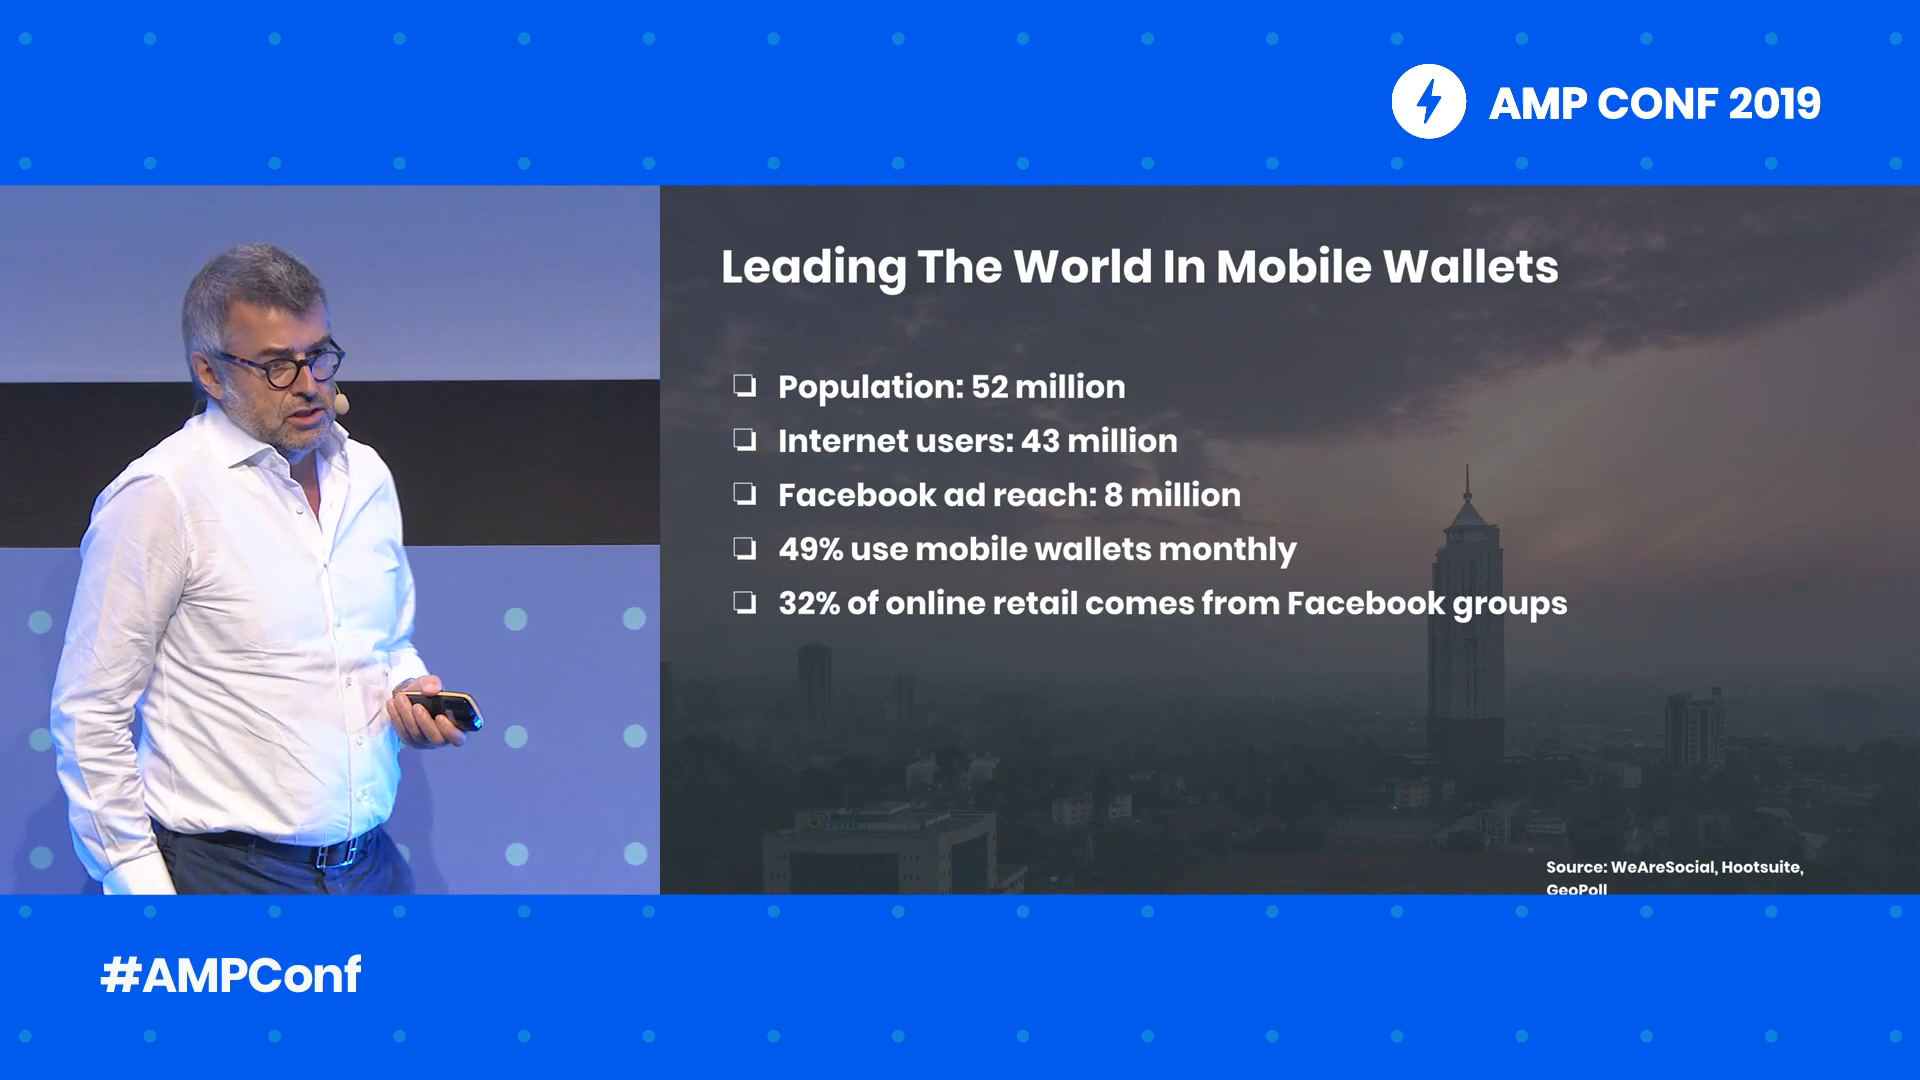 AMP CONF 2019
Leading The World In Mobile Wallets
Population: 52 million
Internet users: 43 million
Facebook ad reach: 8 million
49% use mobile wallets monthly
32% of online retail comes from Facebook groups
Source: WeAreSocial, Hootsuite,
GeoPoll
#AMPConf